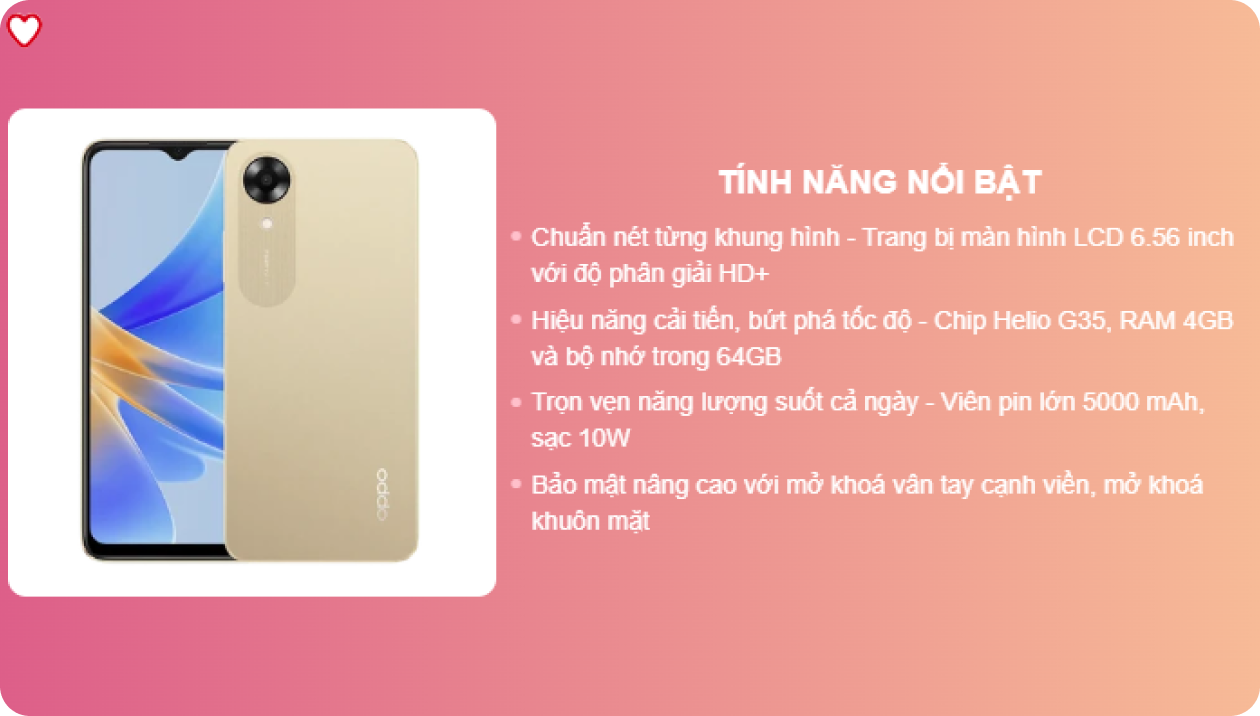 TÍNH NĂNG NỔI BẬT
Chuẩn nét từng khung hình - Trang bị màn hình LCD 6.56 inch
với độ phân giải HD+
Hiệu năng cải tiến, bứt phá tốc độ - Chip Helio G35, RAM 4GB
và bộ nhớ trong 64GB
Trọn vẹn năng lượng suốt cả ngày - Viên pin lớn 5000 mAh,
sạc 10W
Bảo mật nâng cao với mở khoá vân tay cạnh viền, mở khoá
khuôn mặt
oppo